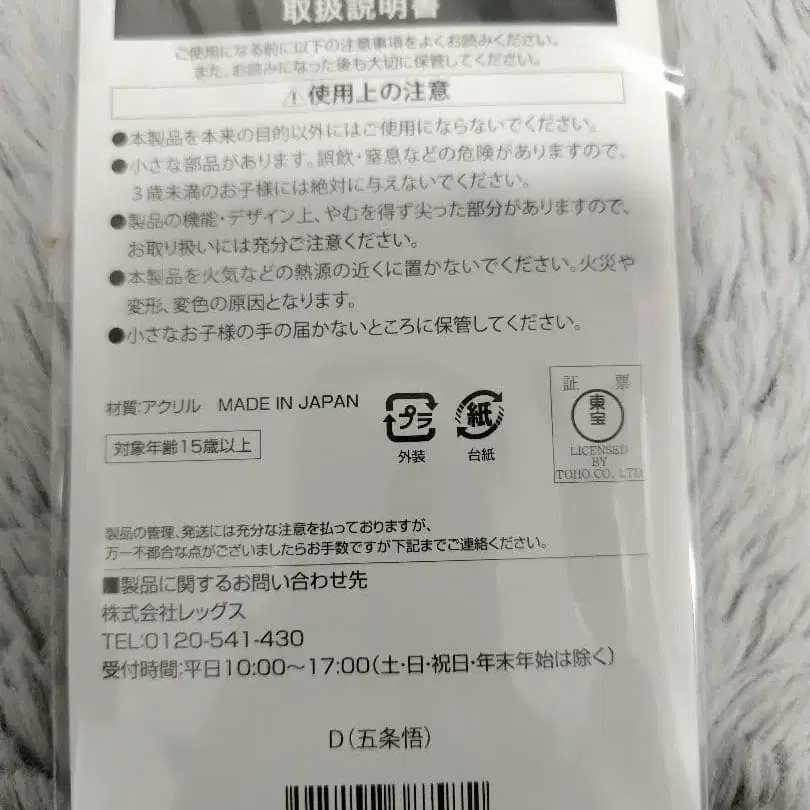 取扱説明書
ご使用になる前に以下の注意事項をよくお読みください。
また、お読みになった後も大切に保管してください。
⚠使用上の注意
●本製品を本来の目的以外にはご使用にならないでください。
●小さな部品があります。誤飲・窒息などの危険がありますので、
３歳未満のお子様には絶対に与えないでください。
●製品の機能・デザイン上、やむを得ず尖った部分がありますので、
お取り扱いには充分ご注意ください。
●本製品を火気などの熱源の近くに置かないでください。火災や
変形、変色の原因となります。
●小さなお子様の手の届かないところに保管してください。
材質:アクリル MADE IN JAPAN
対象年齢15歳以上
プラ
外装
紙
台紙
証 票
東宝
LICENSED
BY
TOHO CO., LTD.
製品の管理、発送には充分な注意を払っておりますが、
万一不都合な点がございましたらお手数ですが下記までご連絡ください。
■製品に関するお問い合わせ先
株式会社レッグス
TEL:0120-541-430
受付時間:平日10:00～17:00(土・日・祝日・年末年始は除く)
D(五条悟)